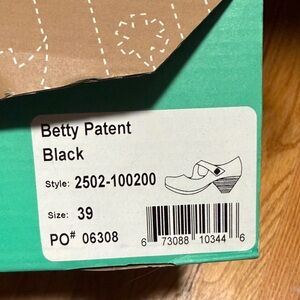 Betty Patent
Black
Style: 2502-100200
Size: 39
PO# 06308
6 73088 10344 6